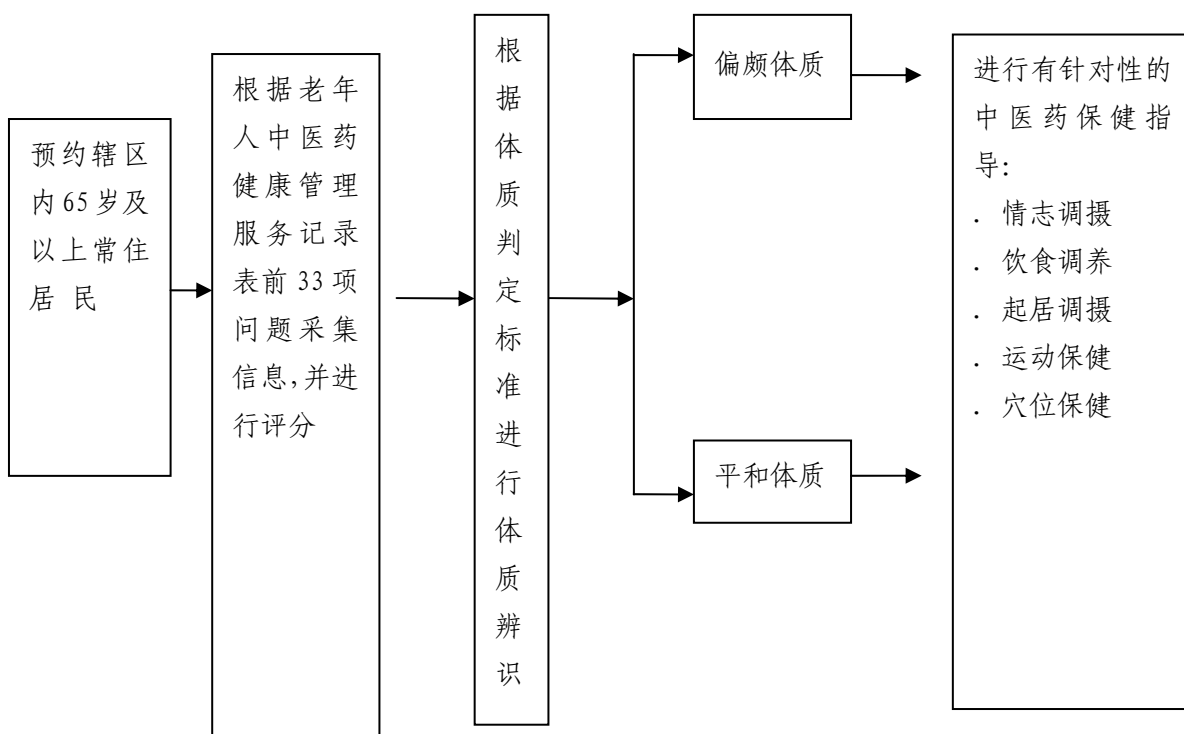 预约辖区
内65岁及
以上常住
居 民
根据老年
人中医药
健康管理
服务记录
表前33项
问题采集
信息,并进
行评分
根
据
体
质
判
定
标
准
进
行
体
质
辨
识
偏颇体质
平和体质
进行有针对性的
中医药保健指
导:
. 情志调摄
. 饮食调养
. 起居调摄
. 运动保健
. 穴位保健